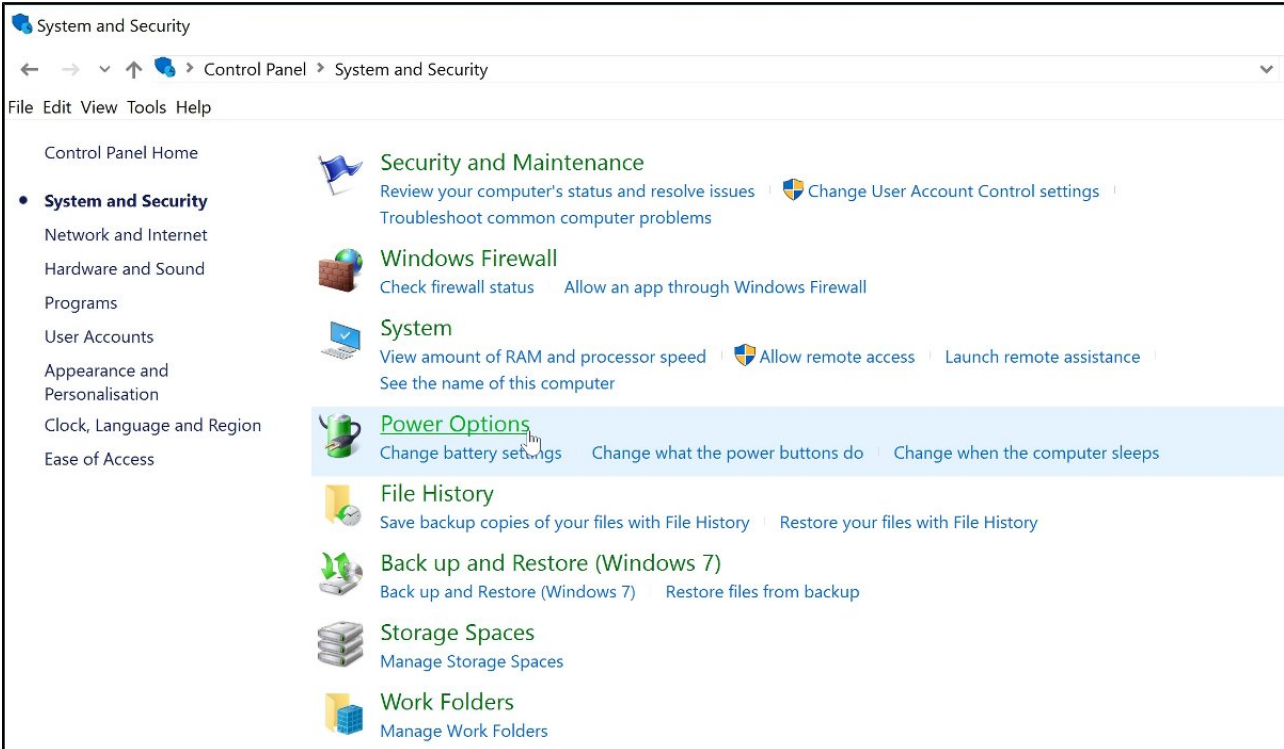 System and Security
Control Panel > System and Security
File Edit View Tools Help
Control Panel Home
System and Security
Network and Internet
Hardware and Sound
Programs
User Accounts
Appearance and
Personalisation
Clock, Language and Region
Ease of Access
Security and Maintenance
Review your computer's status and resolve issues Change User Account Control settings
Troubleshoot common computer problems
Windows Firewall
Check firewall status Allow an app through Windows Firewall
System
View amount of RAM and processor speed Allow remote access Launch remote assistance
See the name of this computer
Power Options
Change battery settings Change what the power buttons do Change when the computer sleeps
File History
Save backup copies of your files with File History Restore your files with File History
Back up and Restore (Windows 7)
Back up and Restore (Windows 7) Restore files from backup
Storage Spaces
Manage Storage Spaces
Work Folders
Manage Work Folders